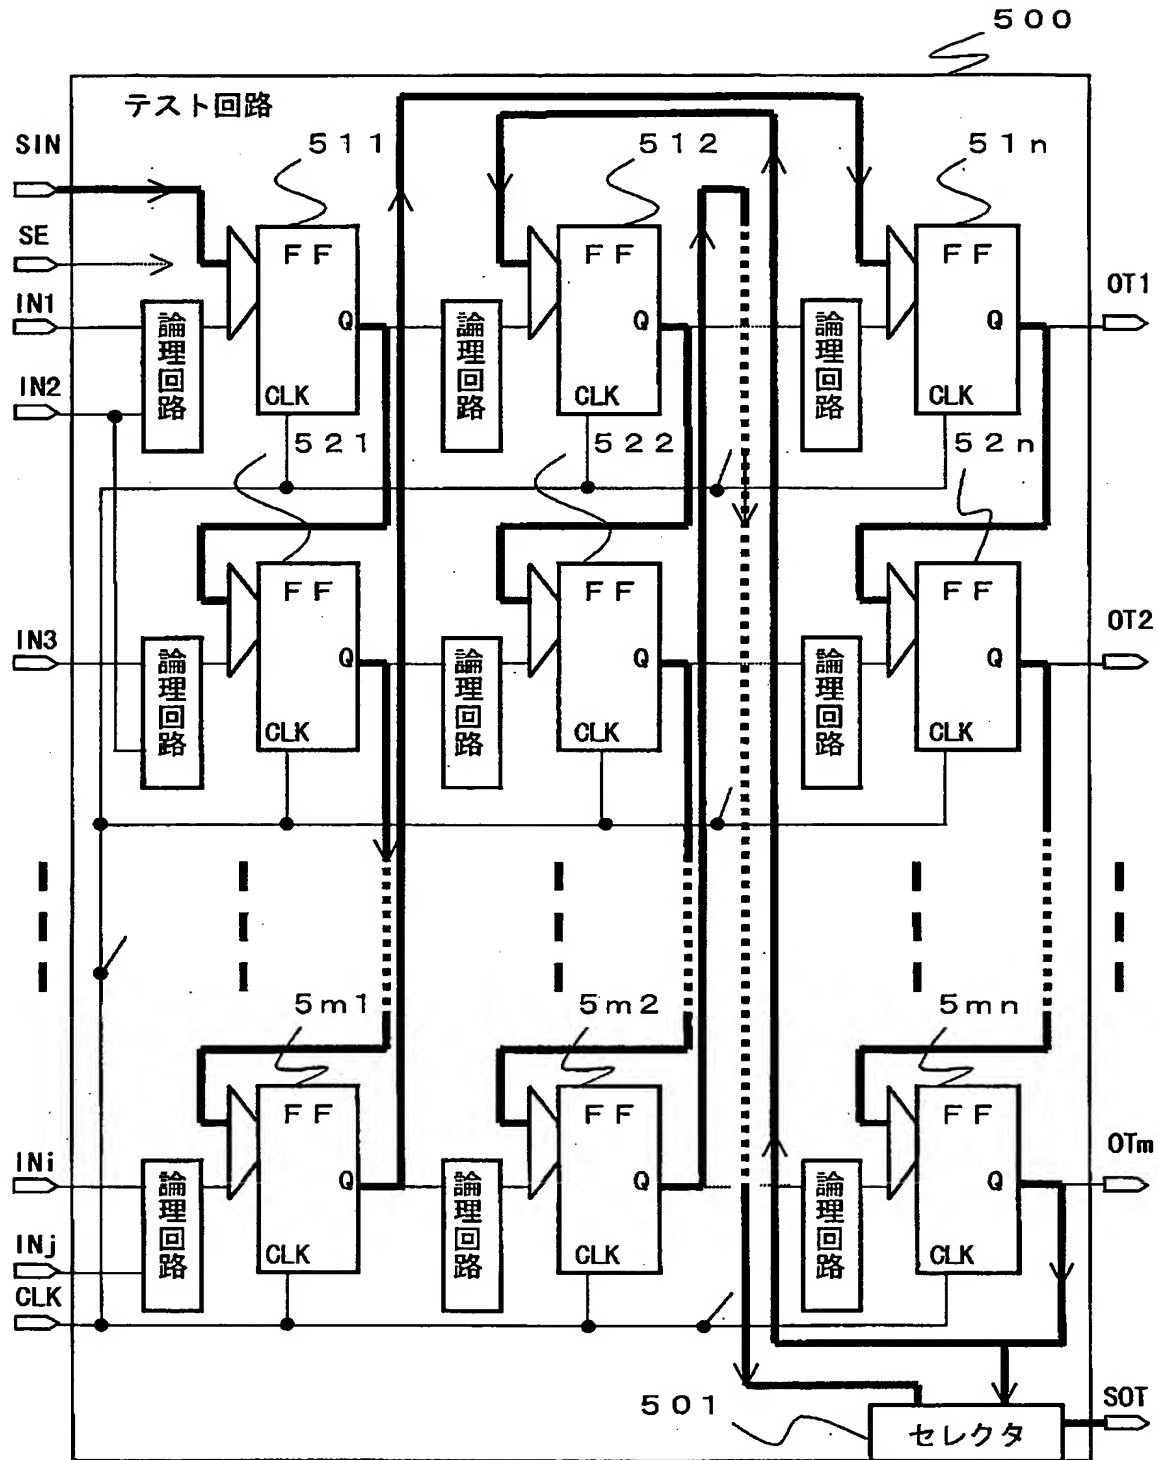 ５００
テスト回路
SIN
５１１
５１２
５１n
SE
FF
FF
FF
IN1
論理回路
Q
論理回路
Q
論理回路
Q
OT1
IN2
CLK
CLK
CLK
５２１
５２２
５２n
FF
FF
FF
IN3
論理回路
Q
論理回路
Q
論理回路
Q
OT2
CLK
CLK
CLK
５m１
５m２
５mn
FF
FF
FF
INi
論理回路
Q
論理回路
Q
論理回路
Q
OTm
INj
CLK
CLK
CLK
CLK
５０１
セレクタ
SOT